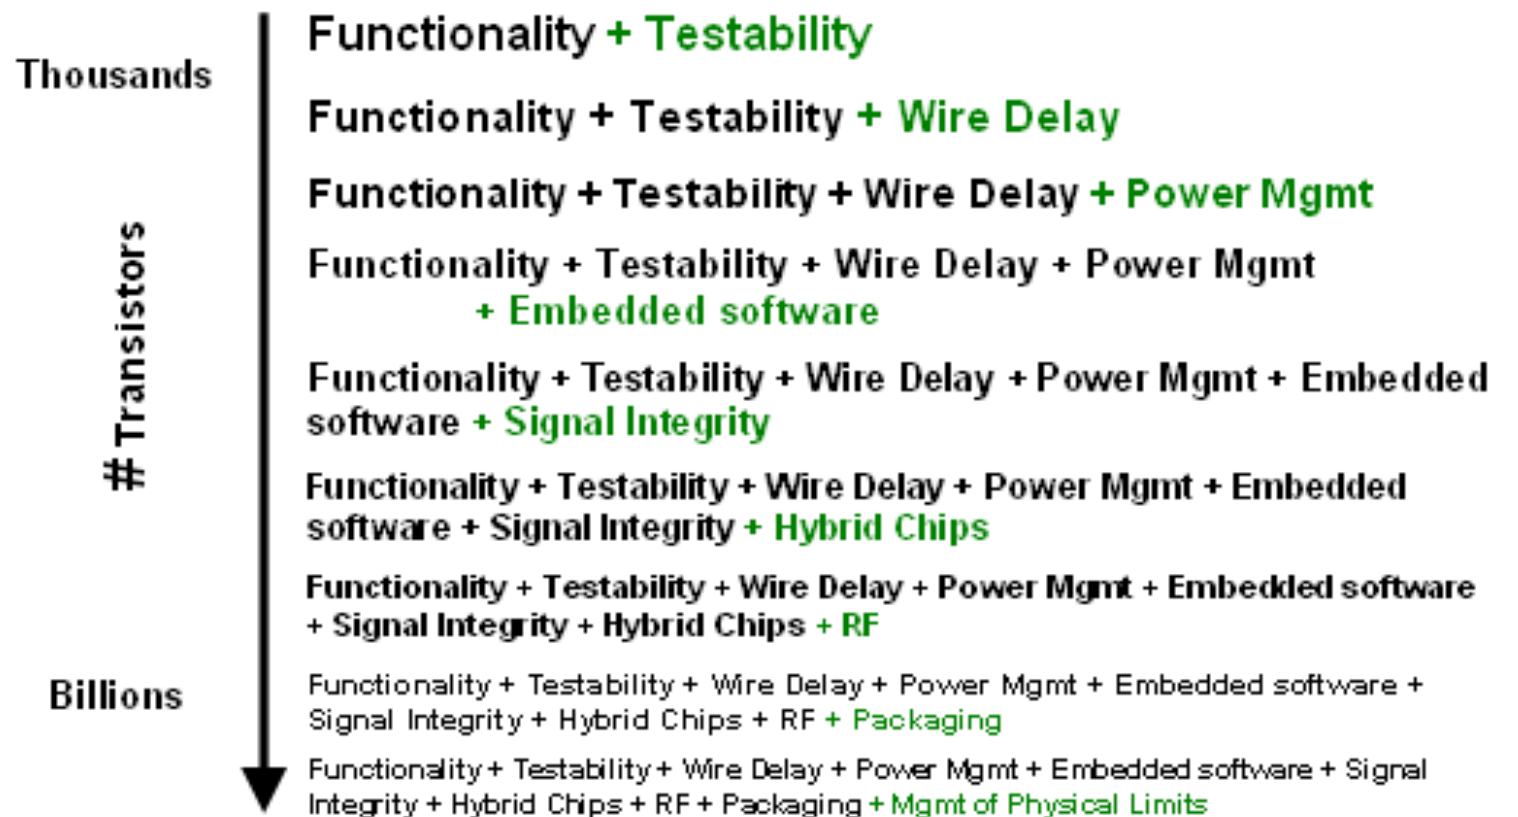 Functionality + Testability
Thousands
Functionality + Testability + Wire Delay
Functionality + Testability + Wire Delay + Power Mgmt
# Transistors
Functionality + Testability + Wire Delay + Power Mgmt
+ Embedded software
Functionality + Testability + Wire Delay + Power Mgmt + Embedded
software + Signal Integrity
Functionality + Testability + Wire Delay + Power Mgmt + Embedded
software + Signal Integrity + Hybrid Chips
Functionality + Testability + Wire Delay + Power Mgmt + Embedded software
+ Signal Integrity + Hybrid Chips + RF
Billions
Functionality + Testability + Wire Delay + Power Mgmt + Embedded software +
Signal Integrity + Hybrid Chips + RF + Packaging
Functionality + Testability + Wire Delay + Power Mgmt + Embedded software + Signal
Integrity + Hybrid Chips + RF + Packaging + Mgmt of Physical Limits